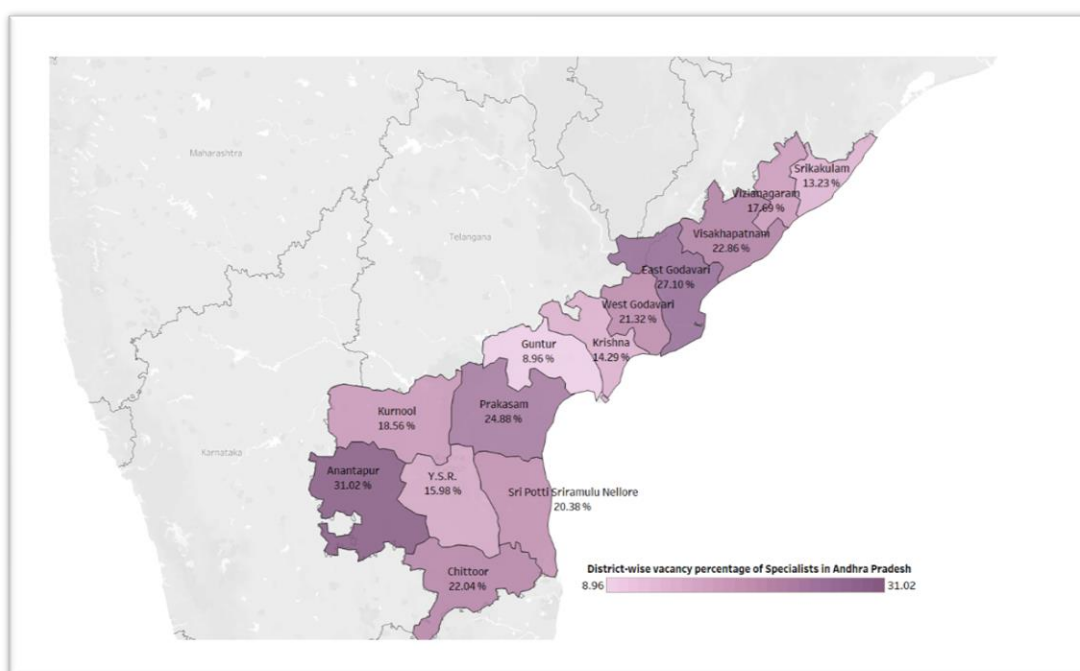 Maharashtra
Telangana
Karnataka
Srikakulam
13.23 %
Vizianagaram
17.69 %
Visakhapatnam
22.86 %
East Godavari
27.10 %
West Godavari
21.32 %
Krishna
14.29 %
Guntur
8.96 %
Prakasam
24.88 %
Kurnool
18.56 %
Anantapur
31.02 %
Y.S.R.
15.98 %
Sri Potti Sriramulu Nellore
20.38 %
Chittoor
22.04 %
District-wise vacancy percentage of Specialists in Andhra Pradesh
8.96 31.02